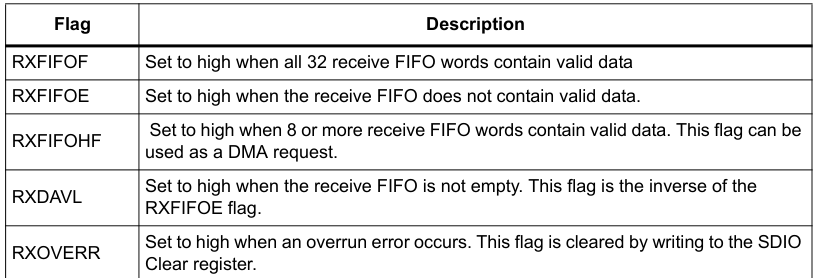 Flag Description
RXFIFOF Set to high when all 32 receive FIFO words contain valid data
RXFIFOE Set to high when the receive FIFO does not contain valid data.
RXFIFOHF Set to high when 8 or more receive FIFO words contain valid data. This flag can be
used as a DMA request.
RXDAVL Set to high when the receive FIFO is not empty. This flag is the inverse of the
RXFIFOE flag.
RXOVERR Set to high when an overrun error occurs. This flag is cleared by writing to the SDIO
Clear register.